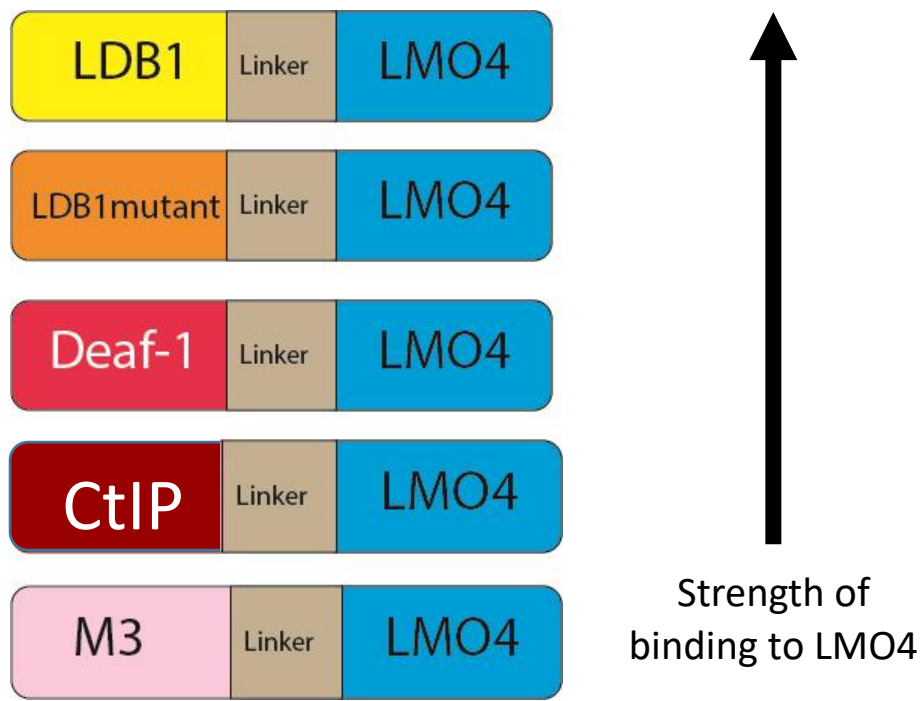 LDB1 Linker LMO4
LDB1mutant Linker LMO4
Deaf-1 Linker LMO4
CtIP Linker LMO4
M3 Linker LMO4
Strength of
binding to LMO4